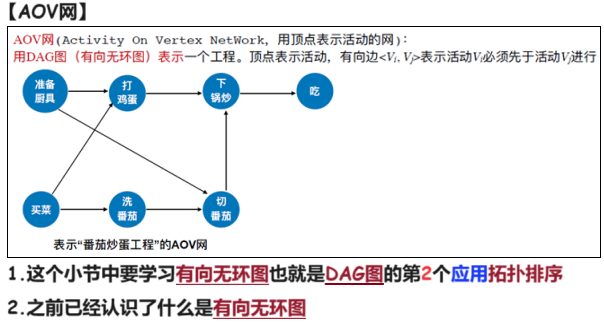 【AOV网】
AOV网(Activity On Vertex NetWork，用顶点表示活动的网)：
用DAG图（有向无环图）表示一个工程。顶点表示活动，有向边<Vi，Vj>表示活动Vi必须先于活动Vj进行
准备
厨具
打
鸡蛋
下
锅炒
吃
买菜
洗
番茄
切
番茄
表示“番茄炒蛋工程”的AOV网
1.这个小节中要学习有向无环图也就是DAG图的第2个应用拓扑排序
2.之前已经认识了什么是有向无环图